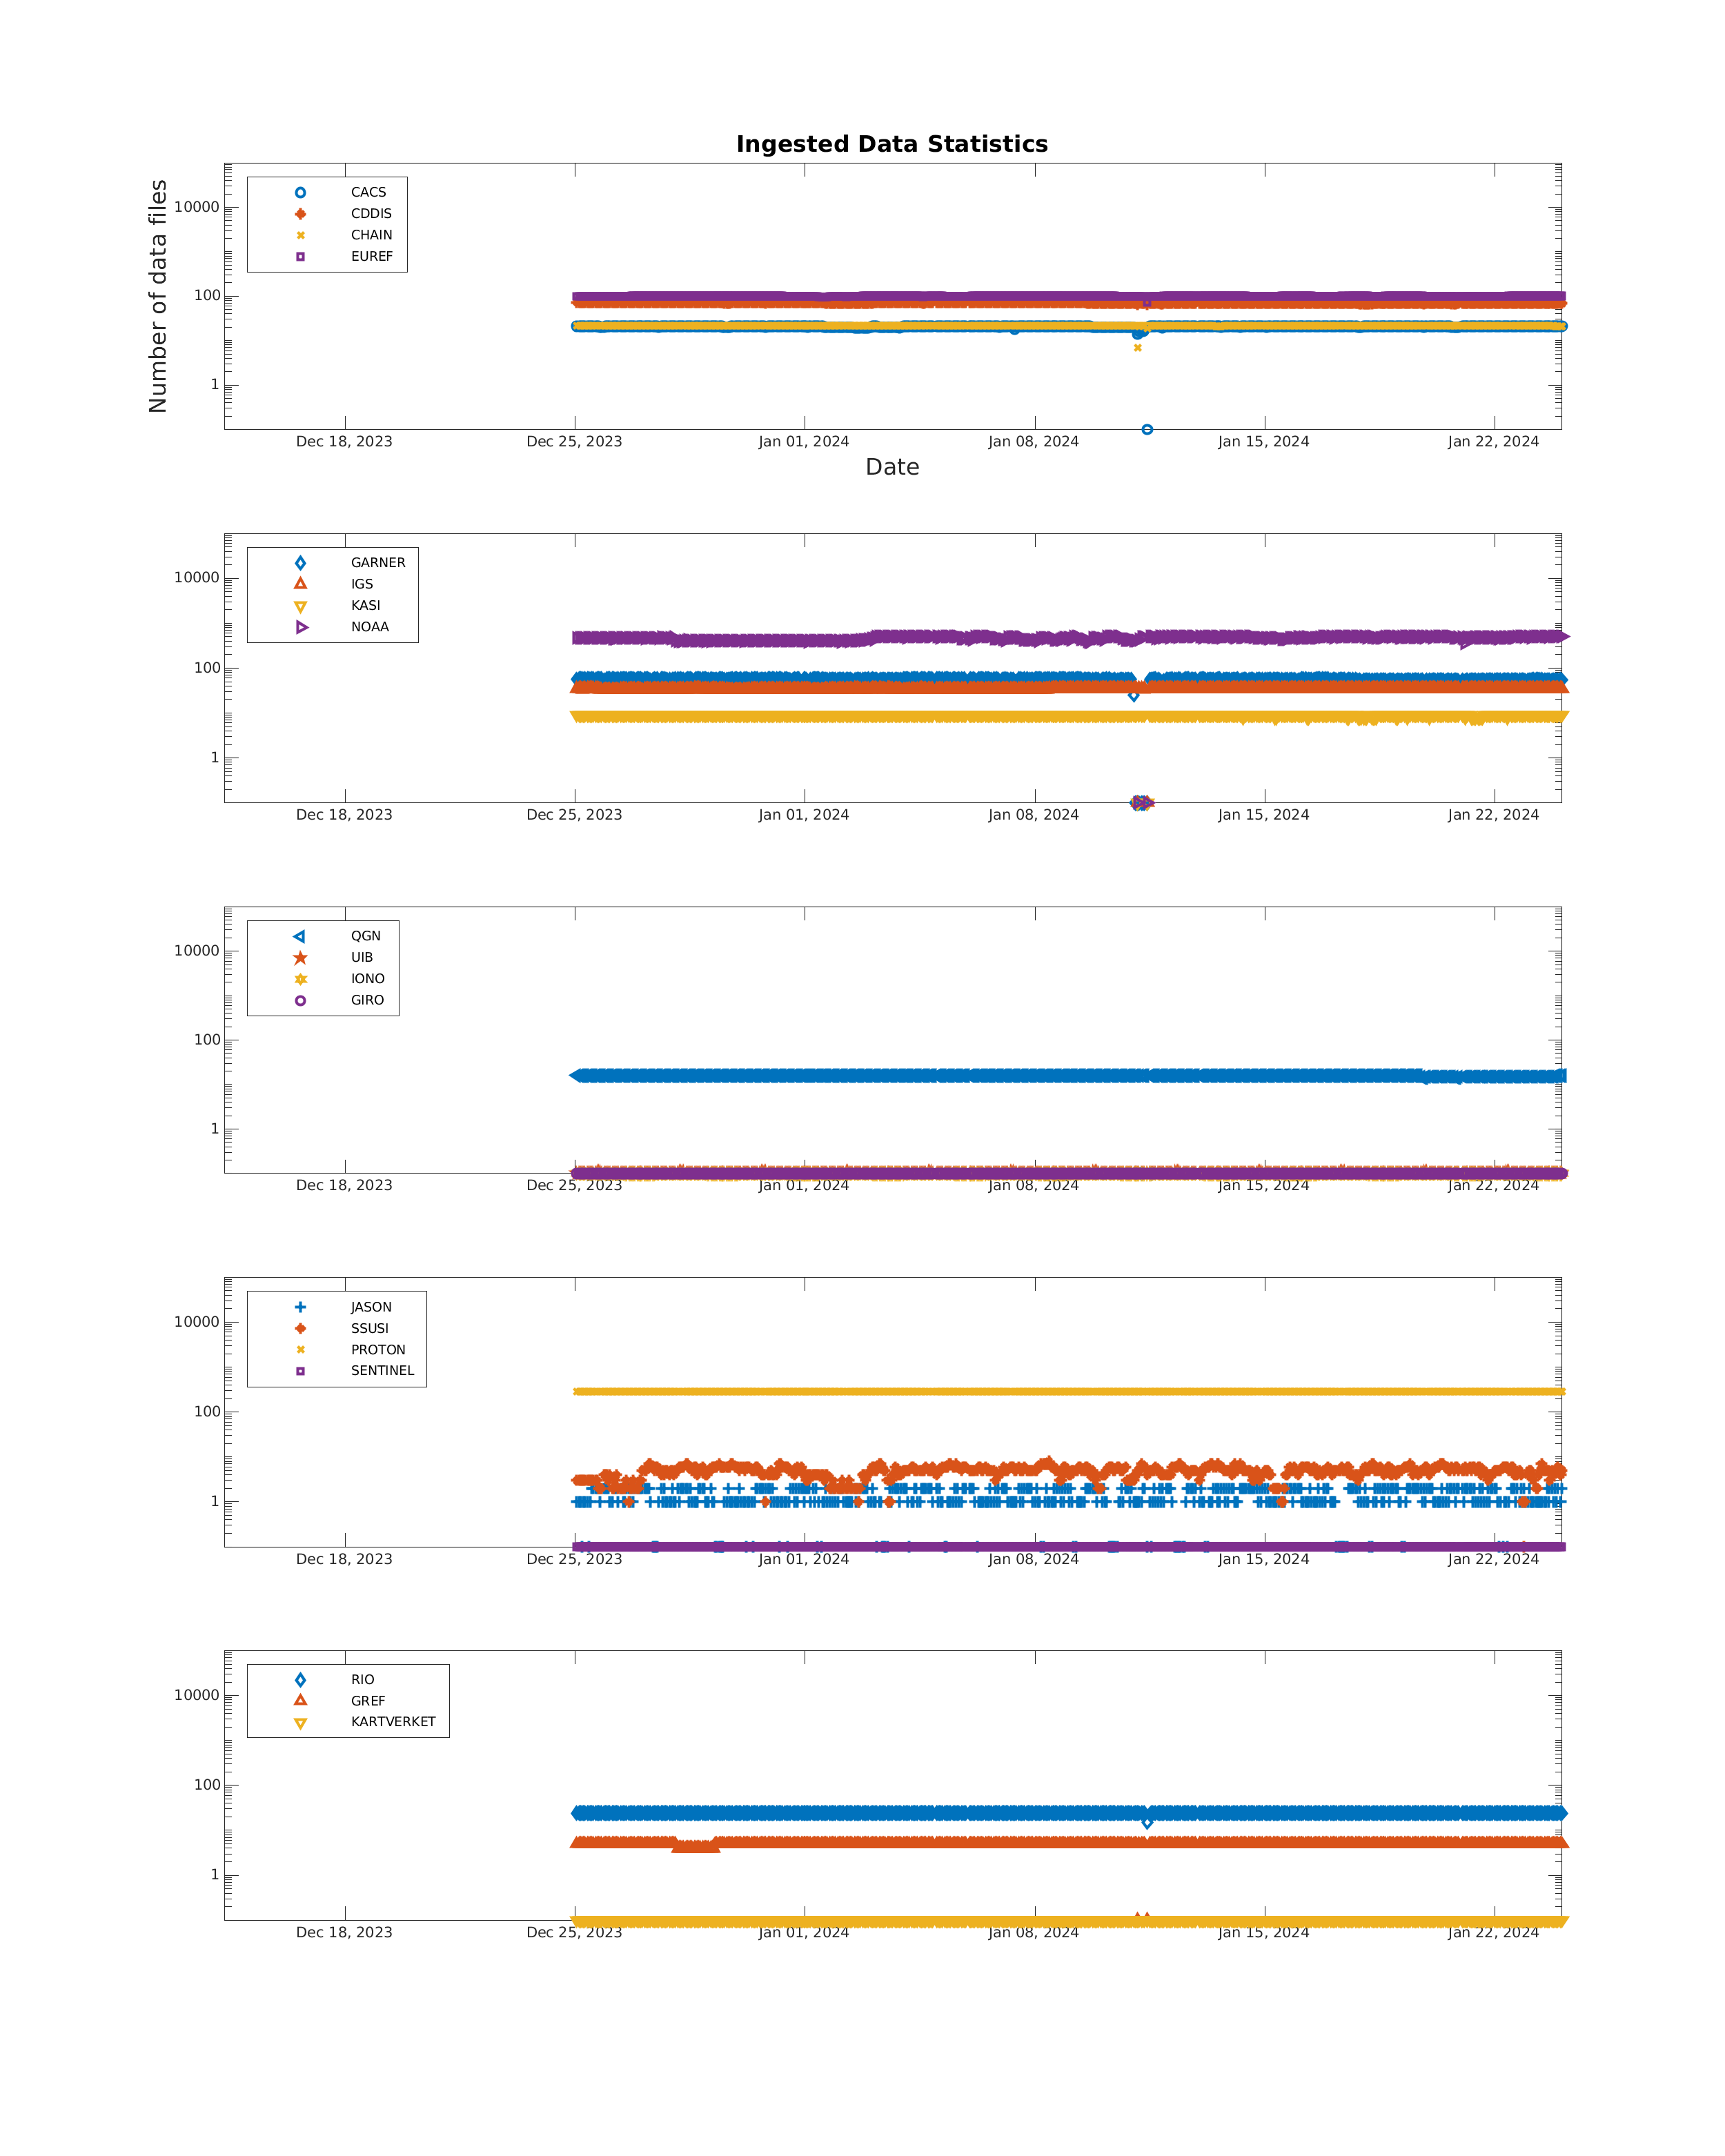 Ingested Data Statistics
Number of data files
10000
100
1
CACS
CDDIS
CHAIN
EUREF
Dec 18, 2023 Dec 25, 2023 Jan 01, 2024 Jan 08, 2024 Jan 15, 2024 Jan 22, 2024
Date
10000
100
1
GARNER
IGS
KASI
NOAA
Dec 18, 2023 Dec 25, 2023 Jan 01, 2024 Jan 08, 2024 Jan 15, 2024 Jan 22, 2024
10000
100
1
QGN
UIB
IONO
GIRO
Dec 18, 2023 Dec 25, 2023 Jan 01, 2024 Jan 08, 2024 Jan 15, 2024 Jan 22, 2024
10000
100
1
JASON
SSUSI
PROTON
SENTINEL
Dec 18, 2023 Dec 25, 2023 Jan 01, 2024 Jan 08, 2024 Jan 15, 2024 Jan 22, 2024
10000
100
1
RIO
GREF
KARTVERKET
Dec 18, 2023 Dec 25, 2023 Jan 01, 2024 Jan 08, 2024 Jan 15, 2024 Jan 22, 2024